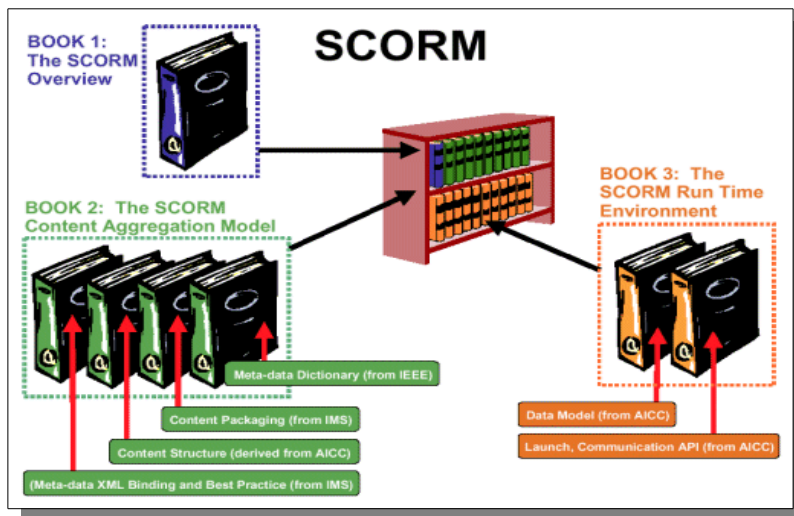 SCORM
BOOK 1:
The SCORM
Overview
BOOK 2: The SCORM
Content Aggregation Model
BOOK 3: The
SCORM Run Time
Environment
Meta-data Dictionary (from IEEE)
Content Packaging (from IMS)
Content Structure (derived from AICC)
(Meta-data XML Binding and Best Practice (from IMS)
Data Model (from AICC)
Launch, Communication API (from AICC)